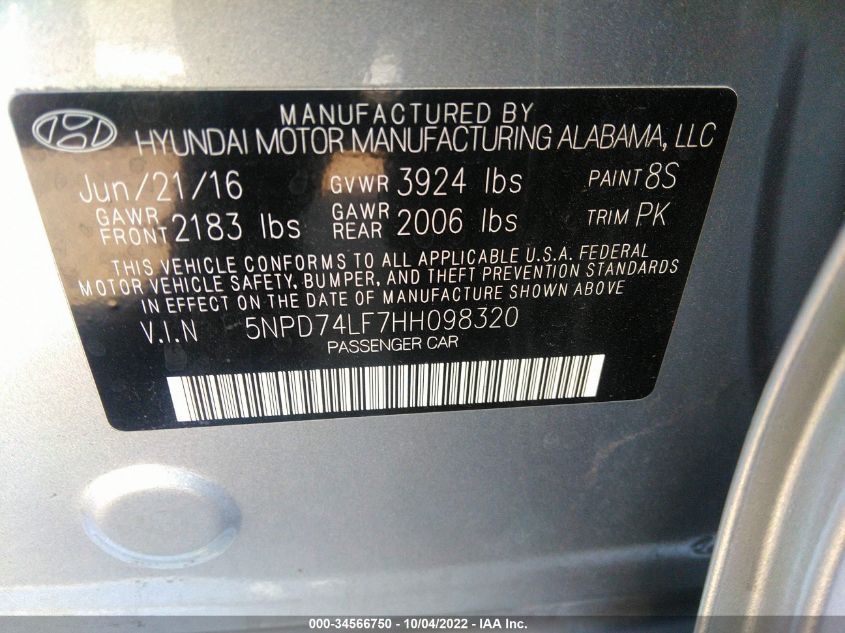 MANUFACTURED BY
HYUNDAI MOTOR MANUFACTURING ALABAMA, LLC
Jun/21/16 GVWR 3924 lbs PAINT 8S
GAWR FRONT 2183 lbs GAWR REAR 2006 lbs TRIM PK
THIS VEHICLE CONFORMS TO ALL APPLICABLE U.S.A. FEDERAL
MOTOR VEHICLE SAFETY, BUMPER, AND THEFT PREVENTION STANDARDS
IN EFFECT ON THE DATE OF MANUFACTURE SHOWN ABOVE
V.I.N 5NPD74LF7HH098320
PASSENGER CAR
000-34566750 - 10/04/2022 - IAA Inc.